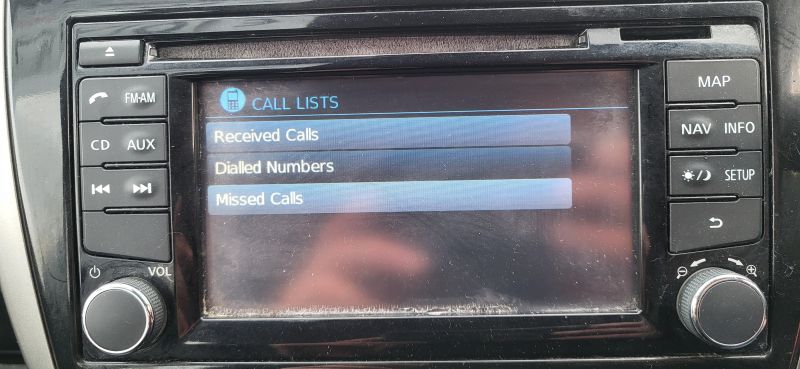 CALL LISTS
Received Calls
Dialled Numbers
Missed Calls
FM·AM
CD AUX
VOL
MAP
NAV INFO
SETUP